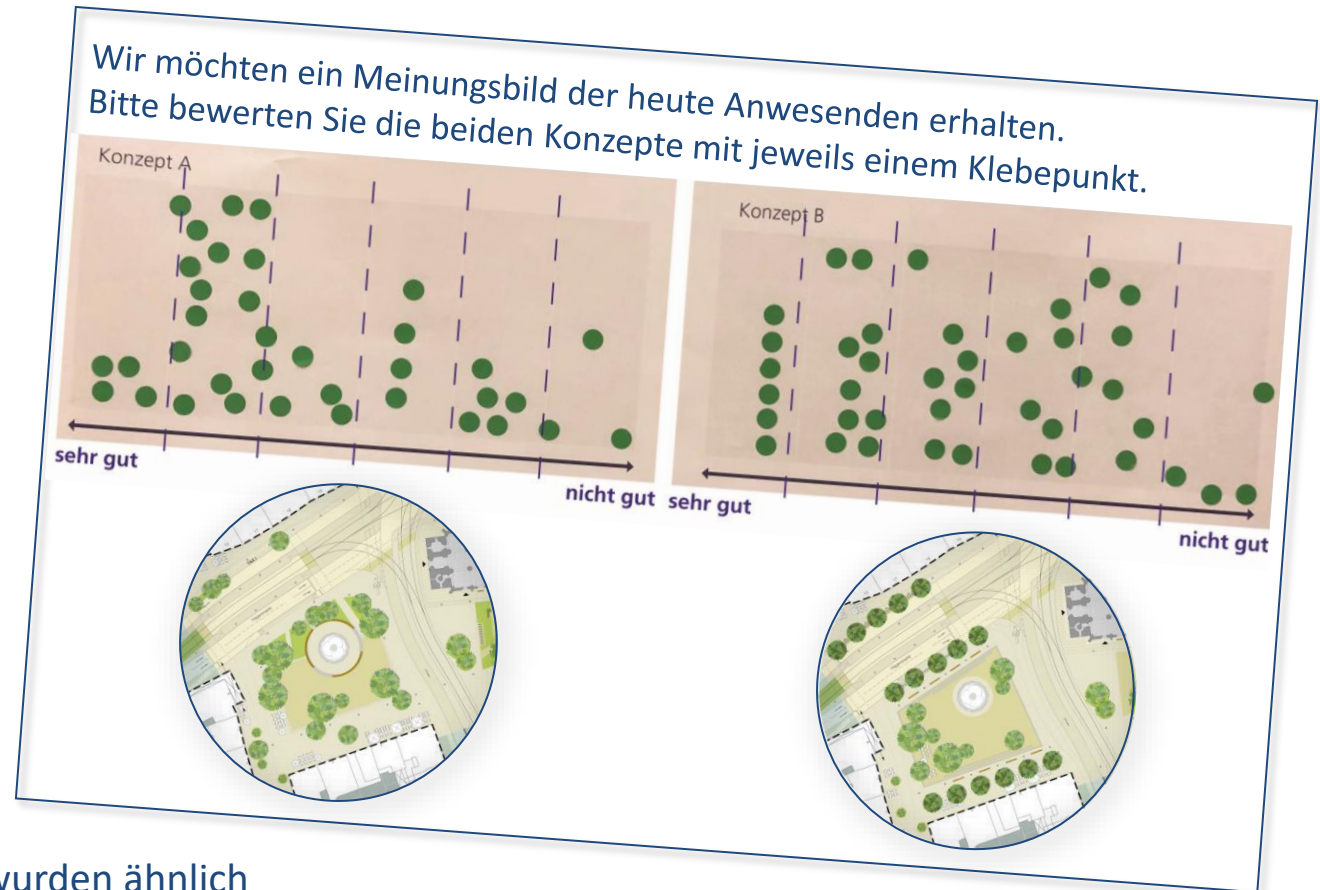 Wir möchten ein Meinungsbild der heute Anwesenden erhalten.
Bitte bewerten Sie die beiden Konzepte mit jeweils einem Klebepunkt.
Konzept A
Konzept B
sehr gut
nicht gut
sehr gut
nicht gut
wurden ähnlich